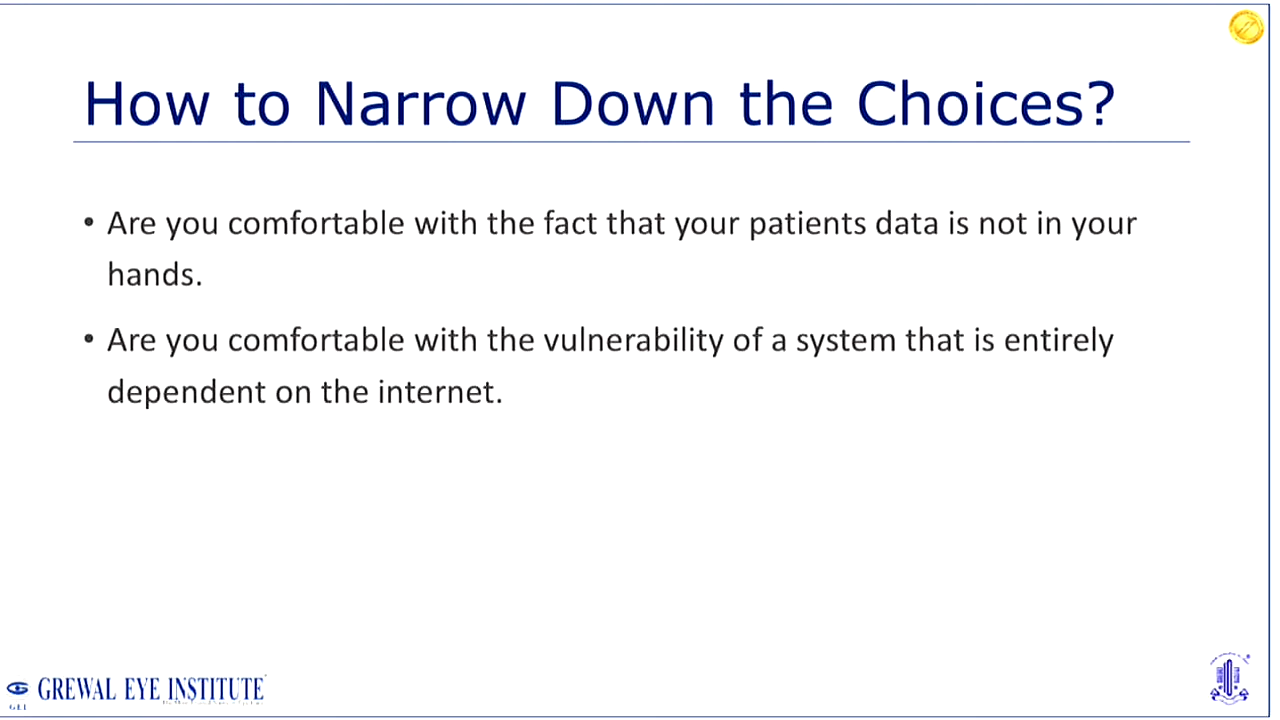 How to Narrow Down the Choices?
• Are you comfortable with the fact that your patients data is not in your
hands.
• Are you comfortable with the vulnerability of a system that is entirely
dependent on the internet.
GREWAL EYE INSTITUTE
GEI